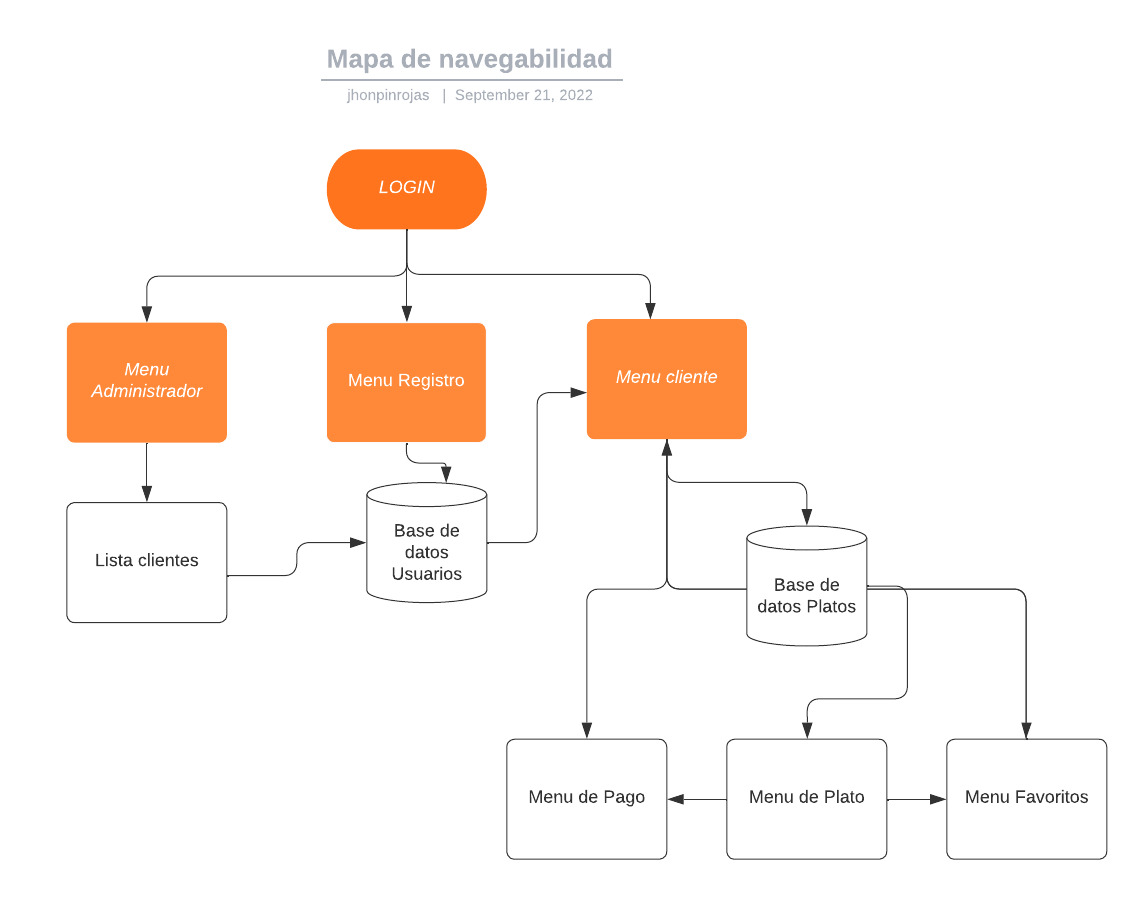 Mapa de navegabilidad
jhonpinrojas | September 21, 2022
LOGIN
Menu
Administrador
Menu Registro
Menu cliente
Lista clientes
Base de
datos
Usuarios
Base de
datos Platos
Menu de Pago
Menu de Plato
Menu Favoritos